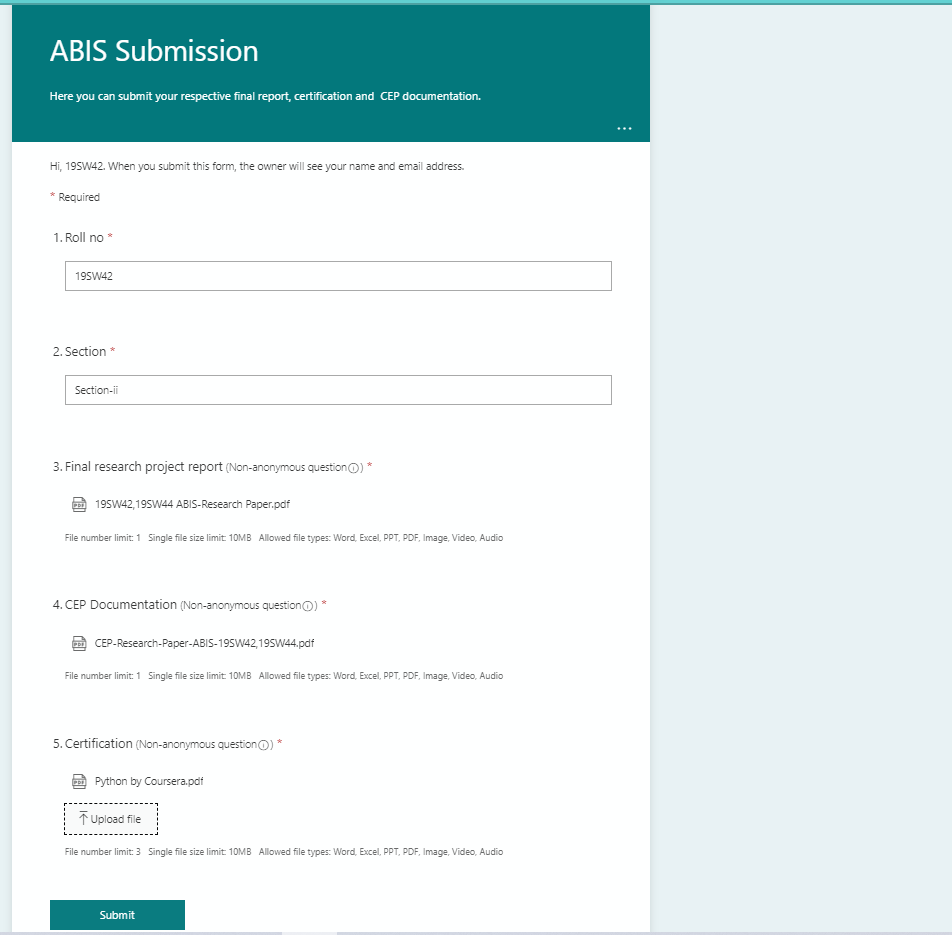 ABIS Submission
Here you can submit your respective final report, certification and  CEP documentation.
...
Hi, 19SW42. When you submit this form, the owner will see your name and email address.
* Required
1. Roll no *
19SW42
2. Section *
Section-ii
3. Final research project report (Non-anonymous question) *
PDF 19SW42,19SW44 ABIS-Research Paper.pdf
File number limit: 1   Single file size limit: 10MB   Allowed file types: Word, Excel, PPT, PDF, Image, Video, Audio
4. CEP Documentation (Non-anonymous question) *
PDF CEP-Research-Paper-ABIS-19SW42,19SW44.pdf
File number limit: 1   Single file size limit: 10MB   Allowed file types: Word, Excel, PPT, PDF, Image, Video, Audio
5. Certification (Non-anonymous question) *
PDF Python by Coursera.pdf
Upload file
File number limit: 3   Single file size limit: 10MB   Allowed file types: Word, Excel, PPT, PDF, Image, Video, Audio
Submit